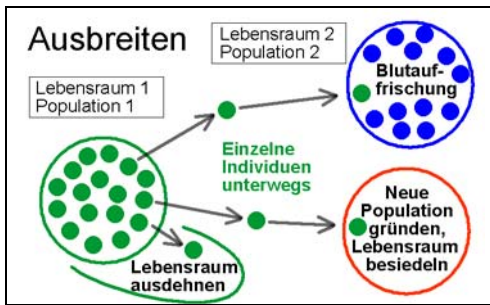 Ausbreiten
Lebensraum 1
Population 1
Lebensraum 2
Population 2
Blutauf-
frischung
Einzelne
Individuen
unterwegs
Neue
Population
gründen,
Lebensraum
besiedeln
Lebensraum
ausdehnen